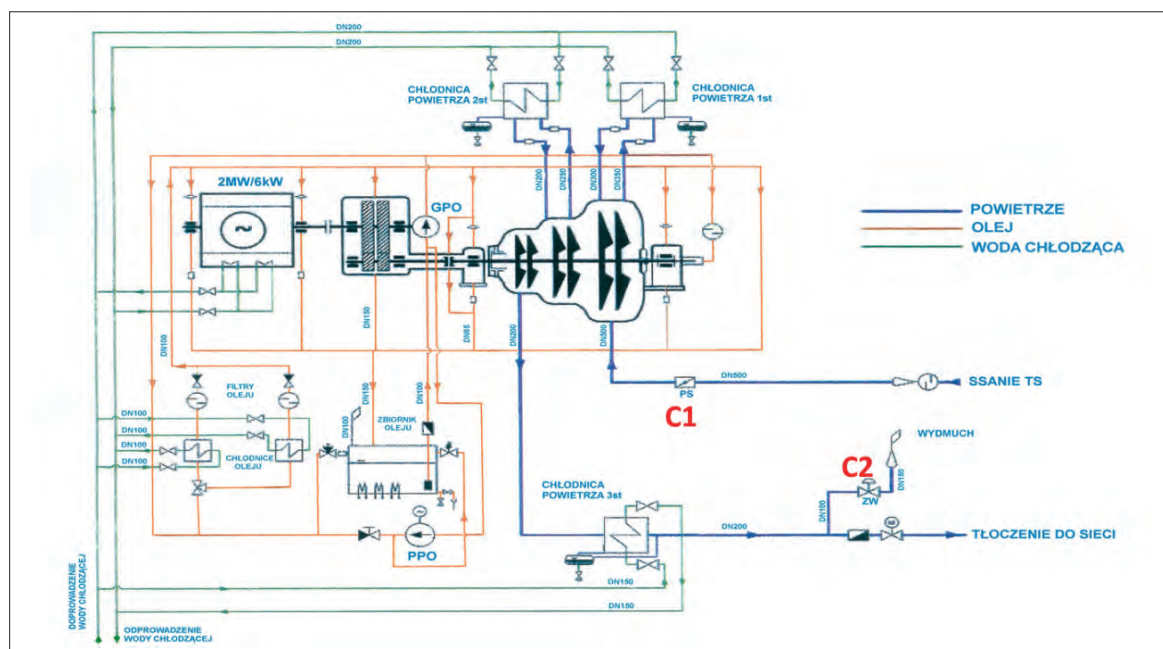 DN200
DN200
CHŁODNICA
POWIETRZA 2st
CHŁODNICA
POWIETRZA 1st
DN200
DN250
DN300
DN350
2MW/6kW
GPO
POWIETRZE
OLEJ
WODA CHŁODZĄCA
DN150
DN65
DN200
DN500
DN100
DN500
SSANIE TS
PS
C1
FILTRY
OLEJU
DN100
DN100
DN100
DN100
CHŁODNICE
OLEJU
DN150
DN100
DN100
ZBIORNIK
OLEJU
PPO
WYDMUCH
C2
ZW
DN150
DN100
CHŁODNICA
POWIETRZA 3st
DN200
TŁOCZENIE DO SIECI
M
DN150
DN150
DOPROWADZENIE
WODY CHŁODZĄCEJ
ODPROWADZENIE
WODY CHŁODZĄCEJ